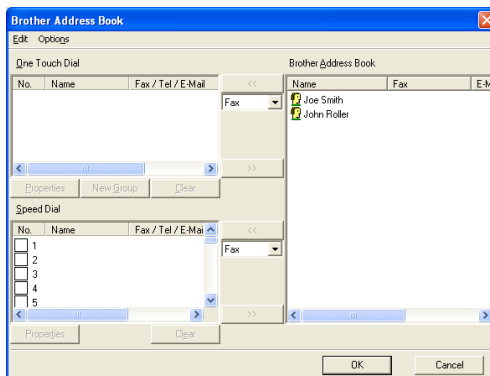 Brother Address Book
Edit Options
One Touch Dial
No. Name Fax / Tel / E-Mail
<<
Fax
>>
Properties New Group Clear
Speed Dial
No. Name Fax / Tel / E-Mai
1
2
3
4
5
<<
Fax
>>
Properties Clear
Brother Address Book
Name Fax E-M
Joe Smith
John Roller
OK Cancel